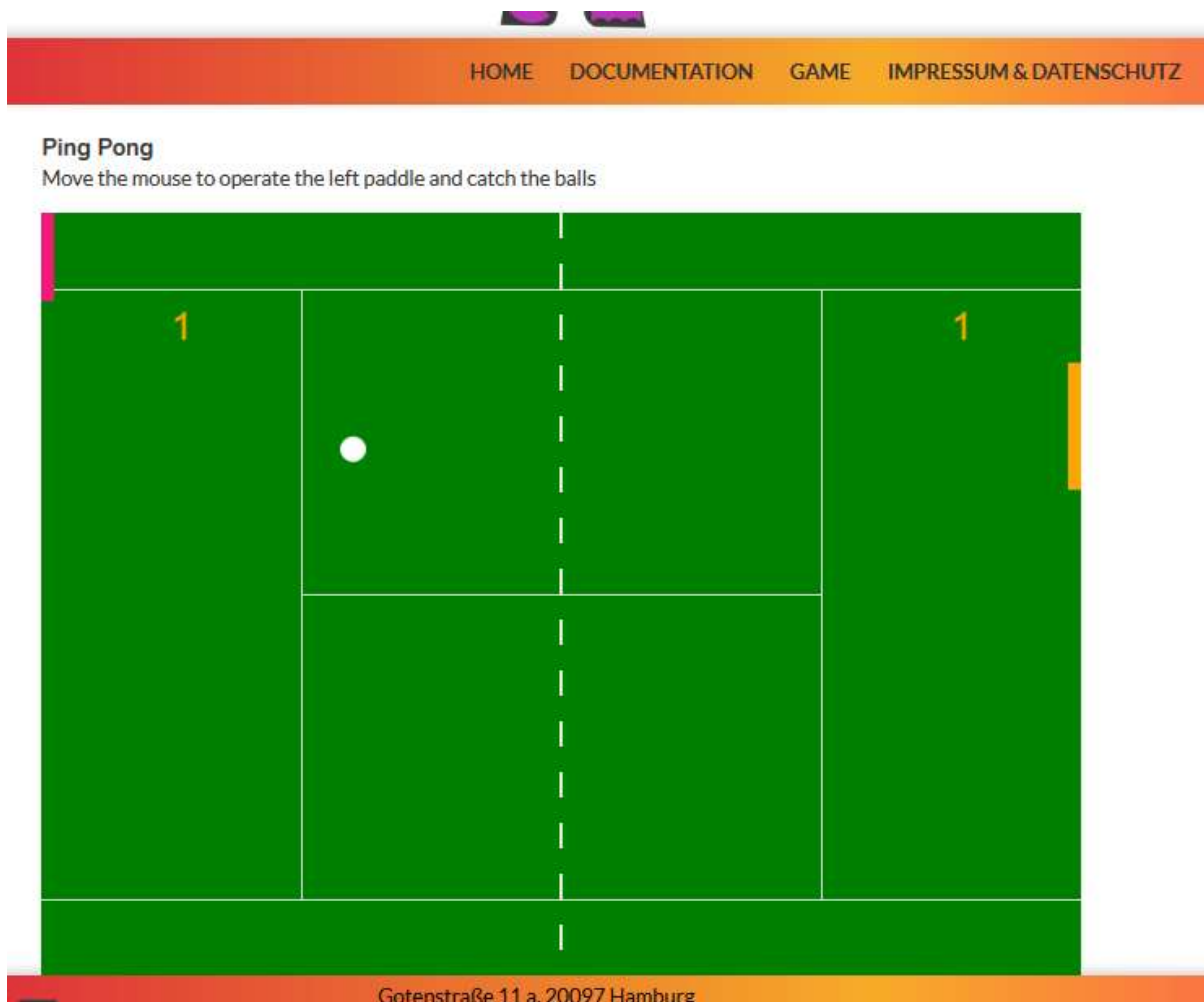 HOME DOCUMENTATION GAME IMPRESSUM & DATENSCHUTZ
Ping Pong
Move the mouse to operate the left paddle and catch the balls
1 1
Gotenstraße 11 a, 20097 Hamburg